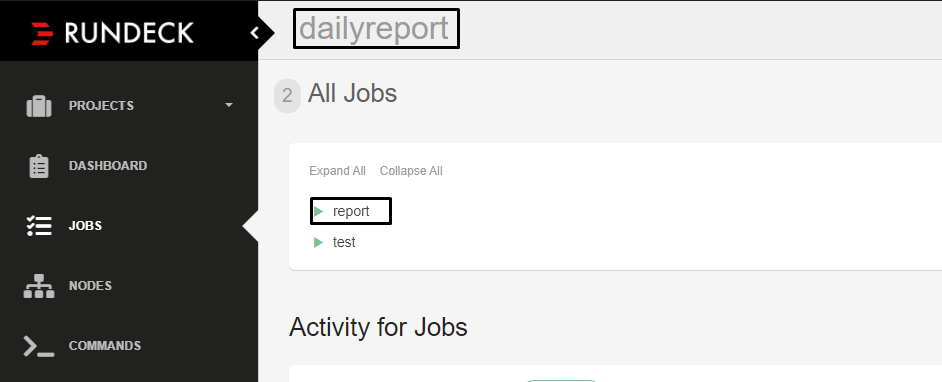 RUNDECK
dailyreport
PROJECTS
DASHBOARD
JOBS
NODES
COMMANDS
2 All Jobs
Expand All Collapse All
report
test
Activity for Jobs